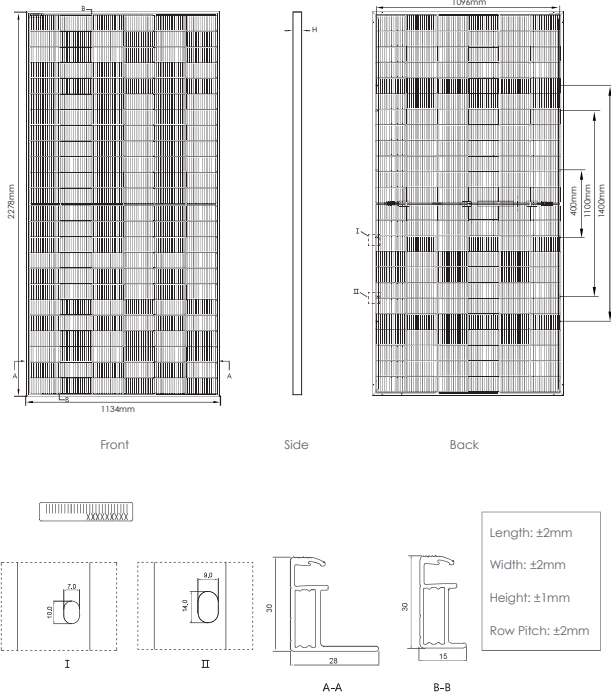 B
1096mm
H
2278mm
400mm
1100mm
1400mm
I
II
A
A
B
1134mm
Front
Side
Back
7,0
10,0
I
9,0
14,0
II
30
28
A-A
30
15
B-B
Length: ±2mm
Width: ±2mm
Height: ±1mm
Row Pitch: ±2mm